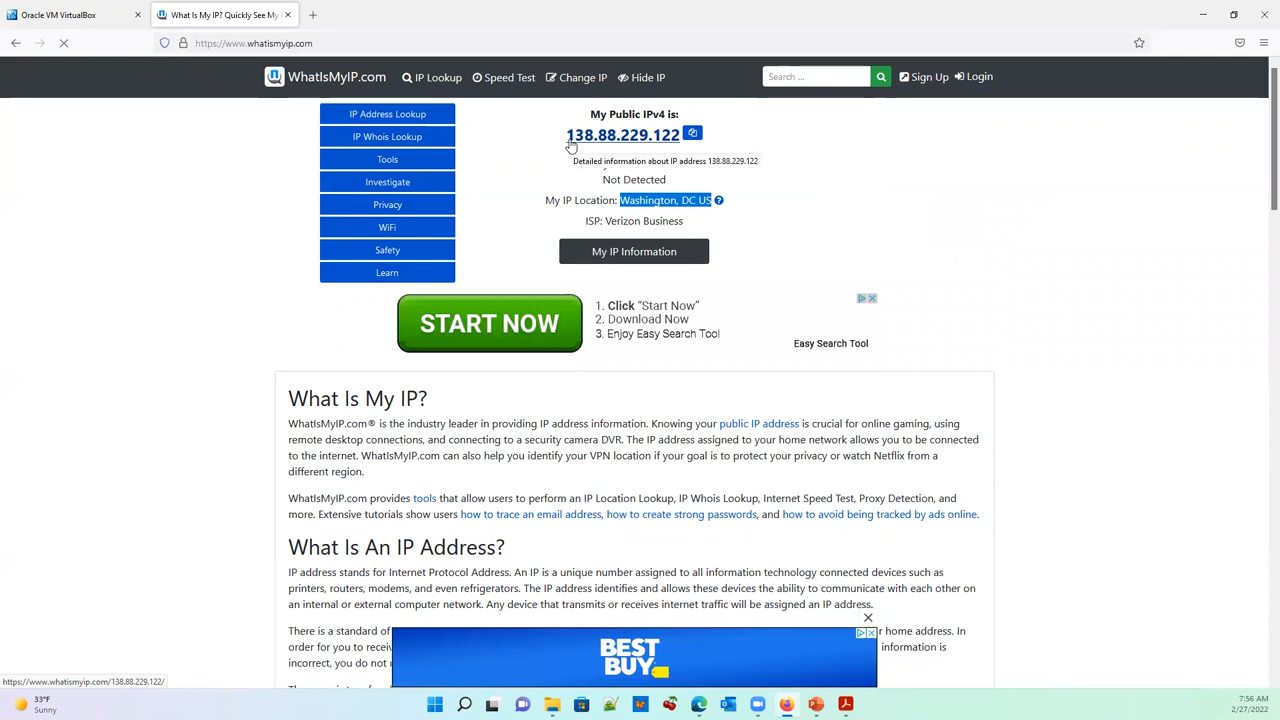 Oracle VM VirtualBox
What Is My IP? Quickly See My
https://www.whatismyip.com
WhatIsMyIP.com IP Lookup Speed Test Change IP Hide IP Search ... Sign Up Login
IP Address Lookup
IP Whois Lookup
Tools
Investigate
Privacy
WiFi
Safety
Learn
My Public IPv4 is:
138.88.229.122
Detailed information about IP address 138.88.229.122
Not Detected
My IP Location: Washington, DC US
ISP: Verizon Business
My IP Information
START NOW
1. Click “Start Now”
2. Download Now
3. Enjoy Easy Search Tool
Easy Search Tool
What Is My IP?
WhatIsMyIP.com® is the industry leader in providing IP address information. Knowing your public IP address is crucial for online gaming, using
remote desktop connections, and connecting to a security camera DVR. The IP address assigned to your home network allows you to be connected
to the internet. WhatIsMyIP.com can also help you identify your VPN location if your goal is to protect your privacy or watch Netflix from a
different region.
WhatIsMyIP.com provides tools that allow users to perform an IP Location Lookup, IP Whois Lookup, Internet Speed Test, Proxy Detection, and
more. Extensive tutorials show users how to trace an email address, how to create strong passwords, and how to avoid being tracked by ads online.
What Is An IP Address?
IP address stands for Internet Protocol Address. An IP is a unique number assigned to all information technology connected devices such as
printers, routers, modems, and even refrigerators. The IP address identifies and allows these devices the ability to communicate with each other on
an internal or external computer network. Any device that transmits or receives internet traffic will be assigned an IP address.
There is a standard of r home address. In
order for you to recei information is
incorrect, you do not
BEST
BUY
https://www.whatismyip.com/138.88.229.122/
33°F
Sunny
7:56 AM
2/27/2022